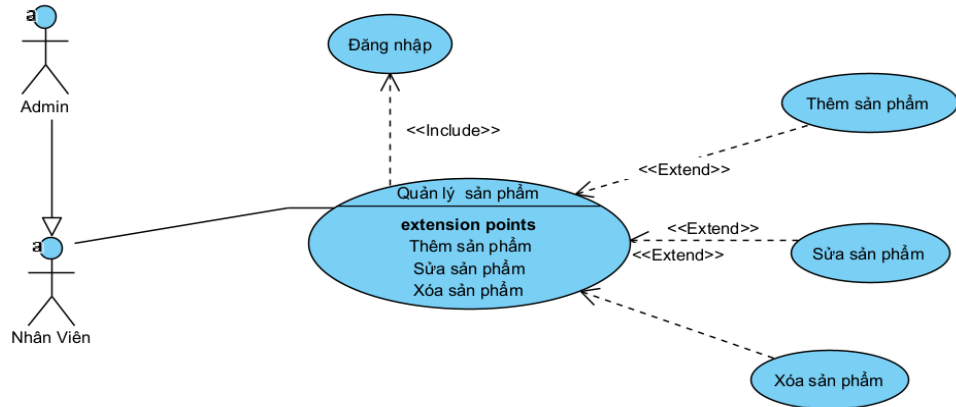 a
Admin
Đăng nhập
<<Include>>
Thêm sản phẩm
<<Extend>>
Quản lý sản phẩm
extension points
Thêm sản phẩm
Sửa sản phẩm
Xóa sản phẩm
a
Nhân Viên
<<Extend>>
<<Extend>>
Sửa sản phẩm
Xóa sản phẩm